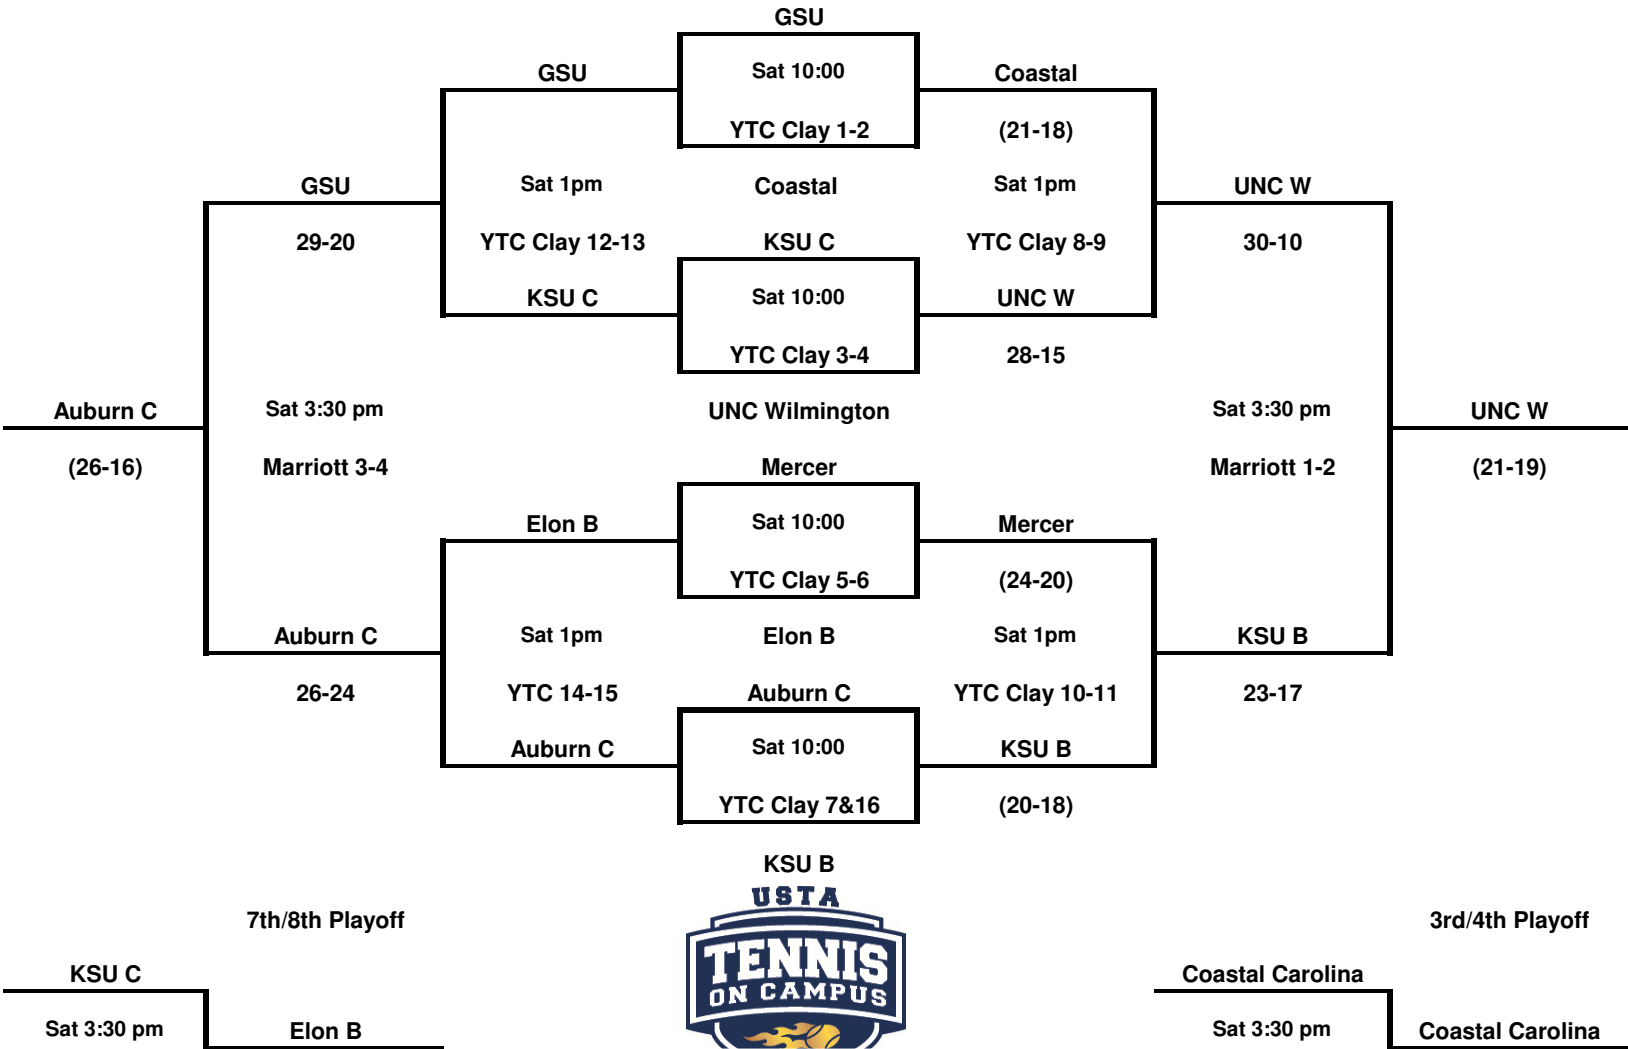 GSU
GSU
Sat 10:00
Coastal
YTC Clay 1-2
(21-18)
GSU
Sat 1pm
Coastal
Sat 1pm
UNC W
29-20
YTC Clay 12-13
KSU C
YTC Clay 8-9
30-10
KSU C
Sat 10:00
UNC W
YTC Clay 3-4
28-15
Auburn C
Sat 3:30 pm
UNC Wilmington
Sat 3:30 pm
UNC W
(26-16)
Marriott 3-4
Mercer
Marriott 1-2
(21-19)
Elon B
Sat 10:00
Mercer
YTC Clay 5-6
(24-20)
Auburn C
Sat 1pm
Elon B
Sat 1pm
KSU B
26-24
YTC 14-15
Auburn C
YTC Clay 10-11
23-17
Auburn C
Sat 10:00
KSU B
YTC Clay 7&16
(20-18)
KSU B
USTA
TENNIS
ON CAMPUS
7th/8th Playoff
3rd/4th Playoff
KSU C
Coastal Carolina
Sat 3:30 pm
Elon B
Sat 3:30 pm
Coastal Carolina